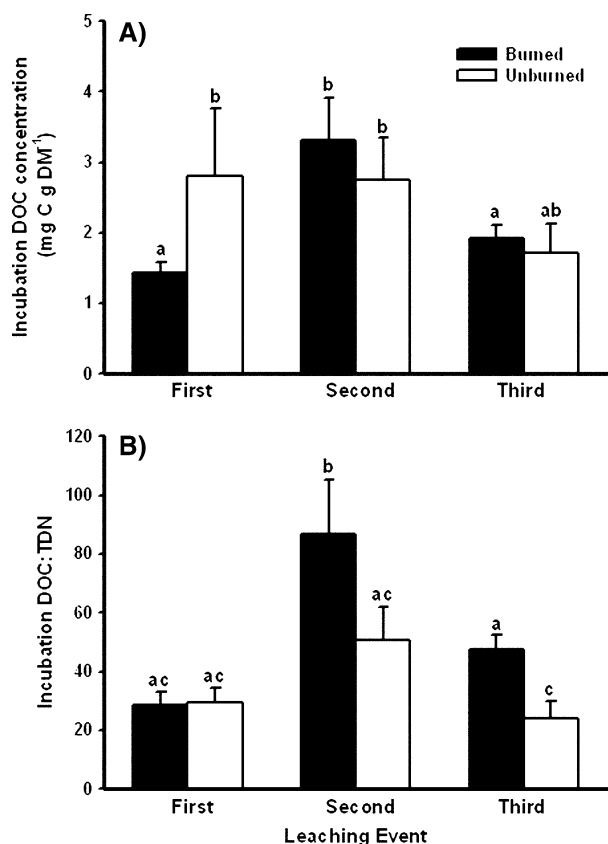 A)
Incubation DOC concentration
(mg C g DM-1)
5
4
3
2
1
0
Burned
Unburned
a
b
b
b
a
ab
First Second Third
B)
Incubation DOC:TDN
120
100
80
60
40
20
0
ac
ac
b
ac
a
c
First Second Third
Leaching Event